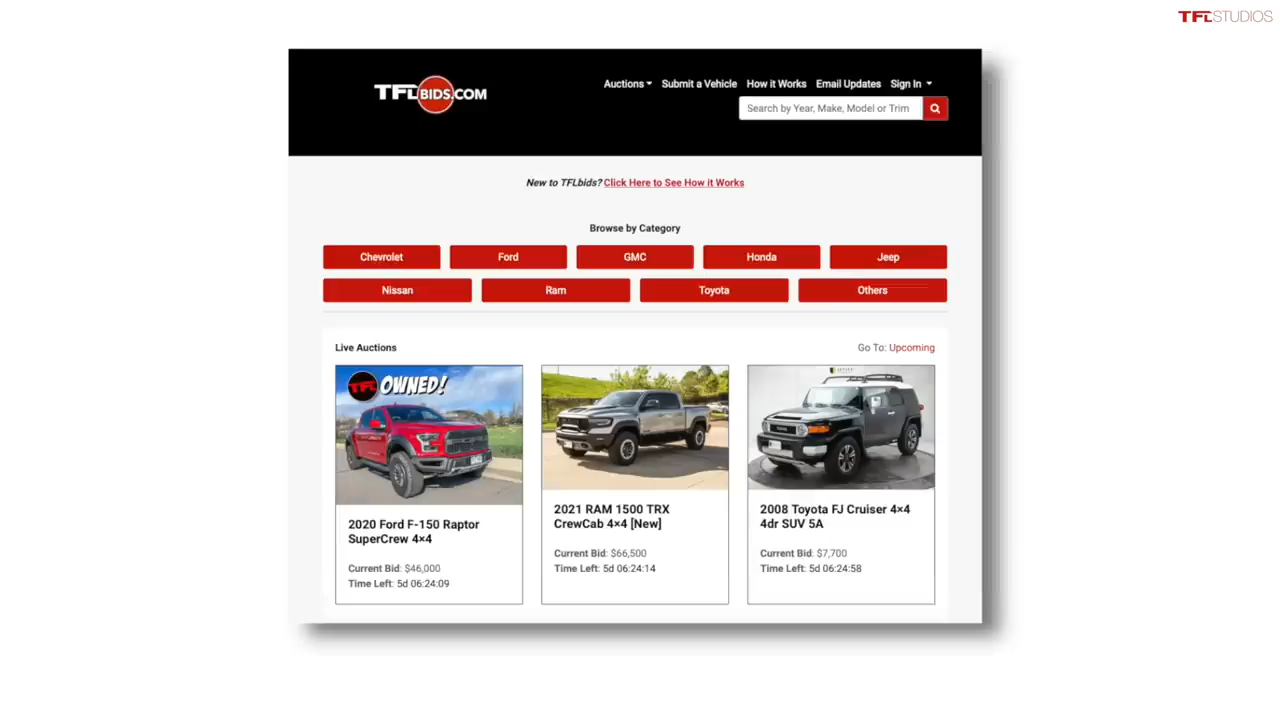 TFLSTUDIOS
TFLBIDS.COM
Auctions Submit a Vehicle How it Works Email Updates Sign In
Search by Year, Make, Model or Trim
New to TFLbids? Click Here to See How it Works
Browse by Category
Chevrolet Ford GMC Honda Jeep
Nissan Ram Toyota Others
Live Auctions Go To: Upcoming
TFL OWNED!
2020 Ford F-150 Raptor
SuperCrew 4×4
Current Bid: $46,000
Time Left: 5d 06:24:09
2021 RAM 1500 TRX
CrewCab 4×4 [New]
Current Bid: $66,500
Time Left: 5d 06:24:14
2008 Toyota FJ Cruiser 4×4
4dr SUV 5A
Current Bid: $7,700
Time Left: 5d 06:24:58